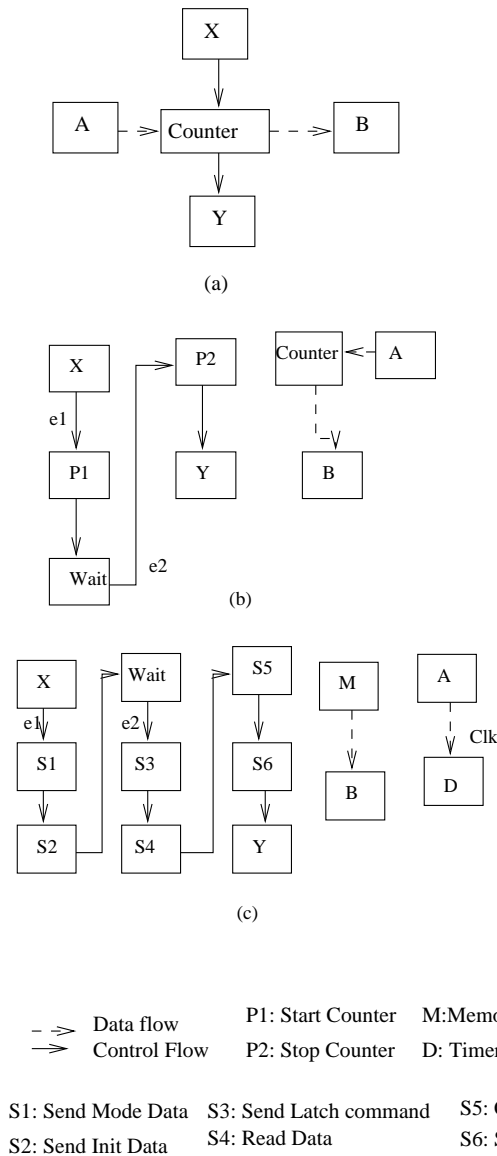 X
A
Counter
B
Y
(a)
X
P2
Counter
A
e1
P1
Y
B
Wait
e2
(b)
X
Wait
S5
M
A
e1
e2
Clk
S1
S3
S6
B
D
S2
S4
Y
(c)
Data flow
P1: Start Counter
Control Flow
P2: Stop Counter
D:
S1: Send Mode Data
S3: Send Latch command
S5:
S2: Send Init Data
S4: Read Data
S6: